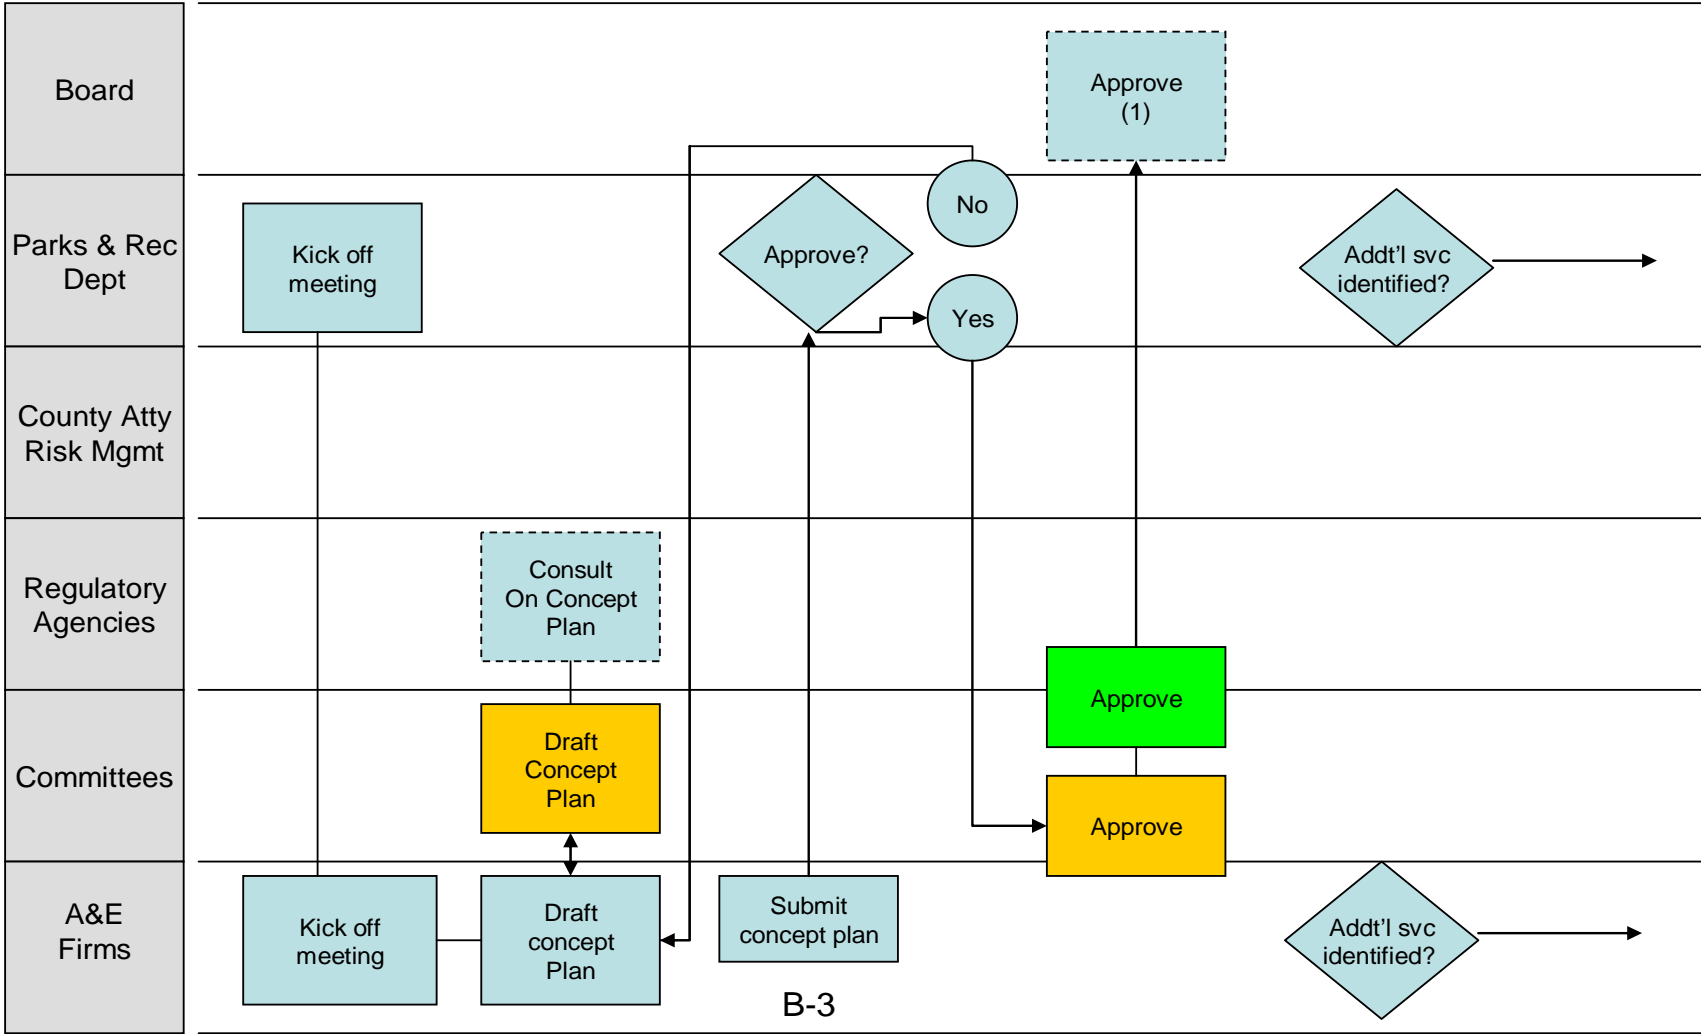 Board
Approve
(1)
Parks & Rec
Dept
Kick off
meeting
Approve?
No
Yes
Addt'l svc
identified?
County Atty
Risk Mgmt
Regulatory
Agencies
Consult
On Concept
Plan
Approve
Committees
Draft
Concept
Plan
Approve
A&E
Firms
Kick off
meeting
Draft
concept
Plan
Submit
concept plan
Addt'l svc
identified?
B-3